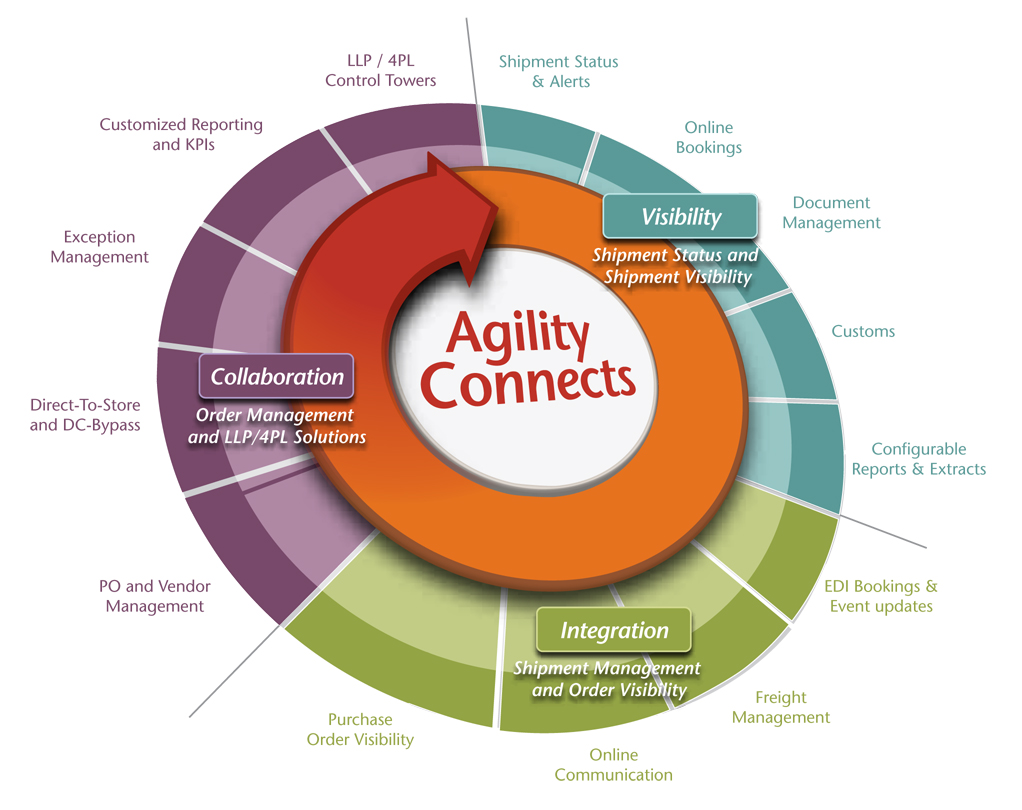 LLP / 4PL
Control Towers
Shipment Status
& Alerts
Customized Reporting
and KPIs
Online
Bookings
Document
Management
Visibility
Shipment Status and
Shipment Visibility
Exception
Management
Agility
Connects
Customs
Collaboration
Order Management
and LLP/4PL Solutions
Direct-To-Store
and DC-Bypass
Configurable
Reports & Extracts
PO and Vendor
Management
EDI Bookings &
Event updates
Integration
Shipment Management
and Order Visibility
Freight
Management
Purchase
Order Visibility
Online
Communication